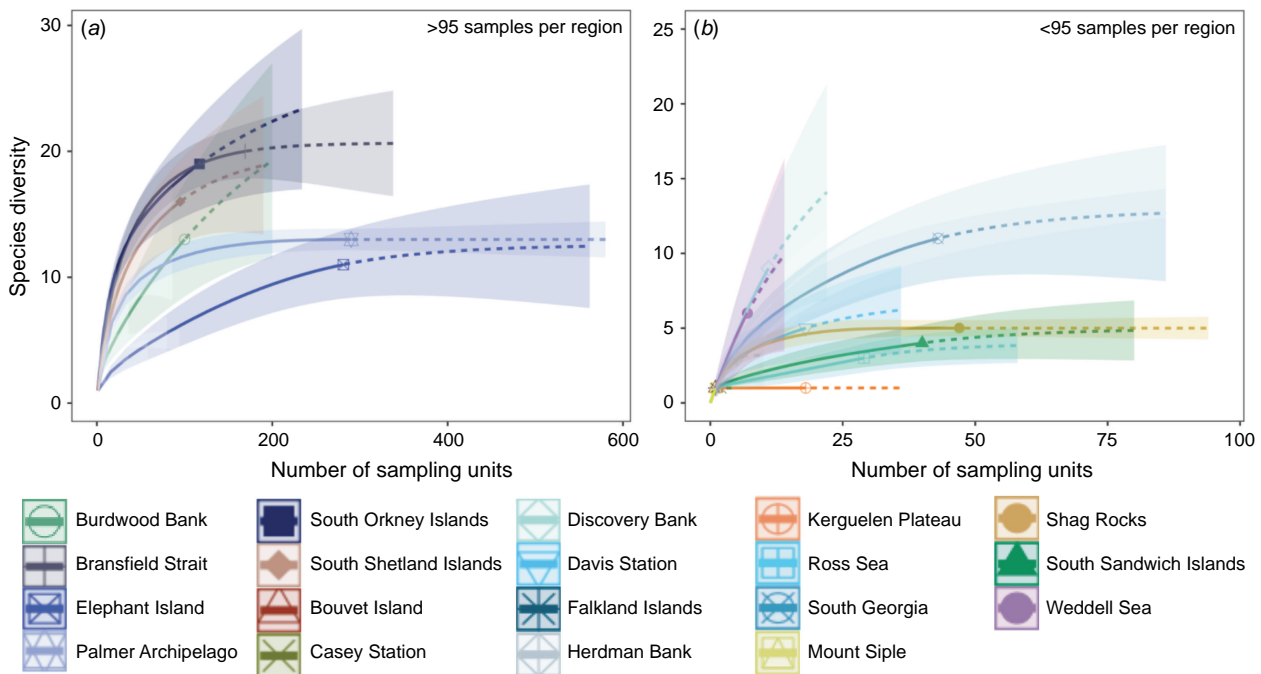 (a)
>95 samples per region
(b)
<95 samples per region
Species diversity
30
20
10
0
25
20
15
10
5
0
0
200
400
600
0
25
50
75
100
Number of sampling units
Number of sampling units
Burdwood Bank
South Orkney Islands
Discovery Bank
Kerguelen Plateau
Shag Rocks
Bransfield Strait
South Shetland Islands
Davis Station
Ross Sea
South Sandwich Islands
Elephant Island
Bouvet Island
Falkland Islands
South Georgia
Weddell Sea
Palmer Archipelago
Casey Station
Herdman Bank
Mount Siple